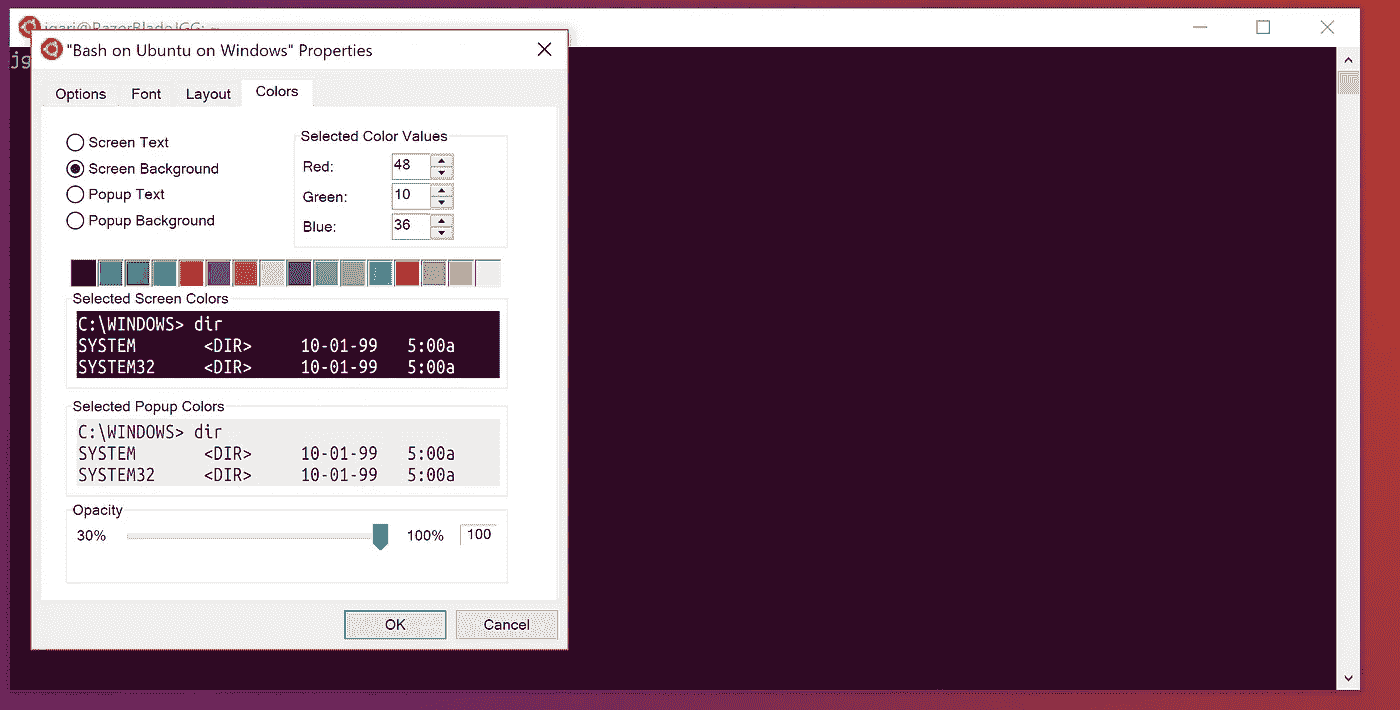 jgari@RazorBladeJGG: ~
"Bash on Ubuntu on Windows" Properties
jg
Options Font Layout Colors
Screen Text
Screen Background
Popup Text
Popup Background
Selected Color Values
Red: 48
Green: 10
Blue: 36
Selected Screen Colors
C:\WINDOWS> dir
SYSTEM <DIR> 10-01-99 5:00a
SYSTEM32 <DIR> 10-01-99 5:00a
Selected Popup Colors
C:\WINDOWS> dir
SYSTEM <DIR> 10-01-99 5:00a
SYSTEM32 <DIR> 10-01-99 5:00a
Opacity
30% 100% 100
OK Cancel